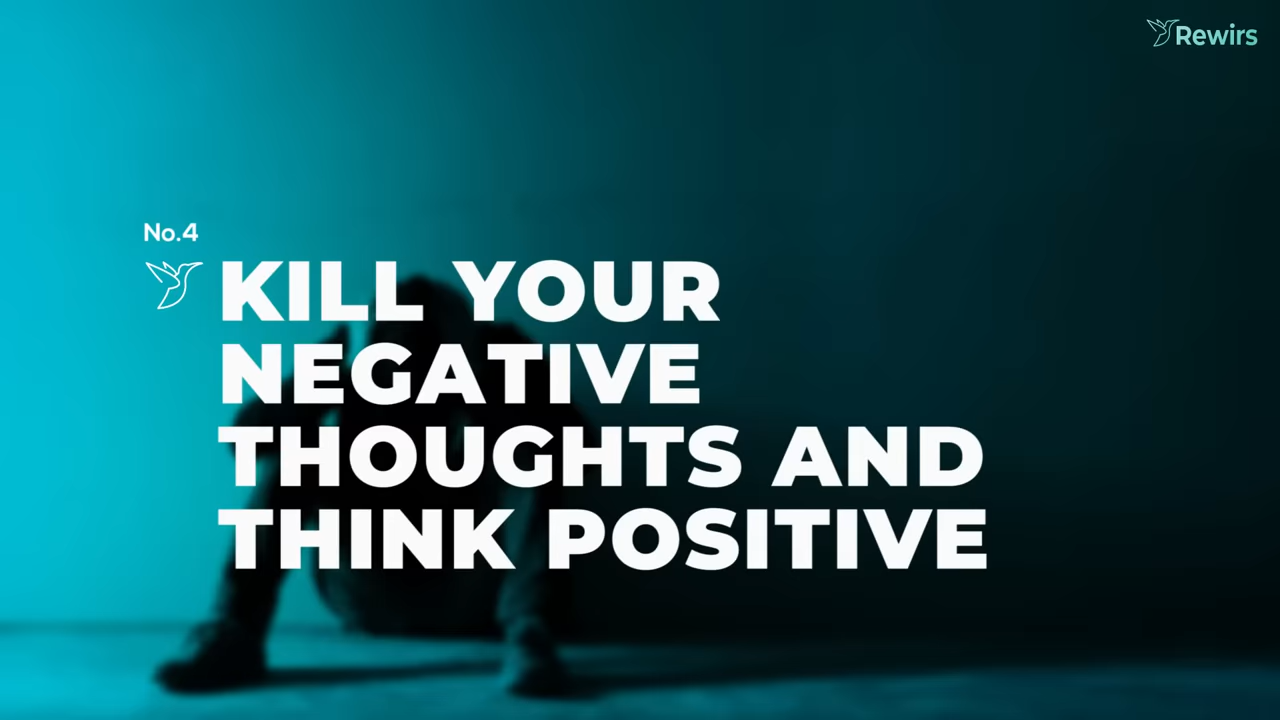 Rewirs
No.4
KILL YOUR
NEGATIVE
THOUGHTS AND
THINK POSITIVE